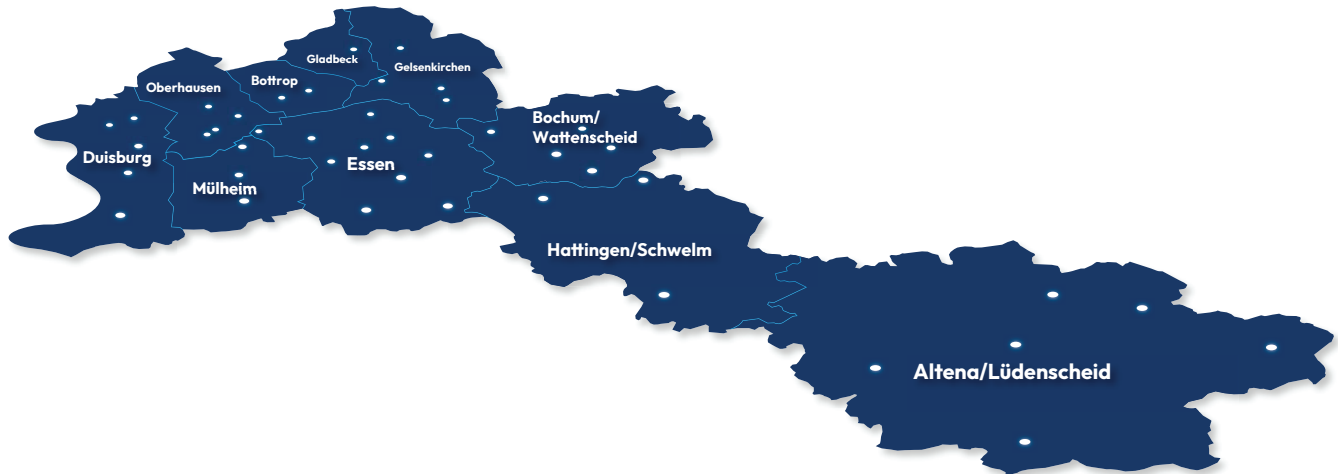 Gladbeck
Gelsenkirchen
Bottrop
Oberhausen
Bochum/
Wattenscheid
Duisburg
Essen
Mülheim
Hattingen/Schwelm
Altena/Lüdenscheid